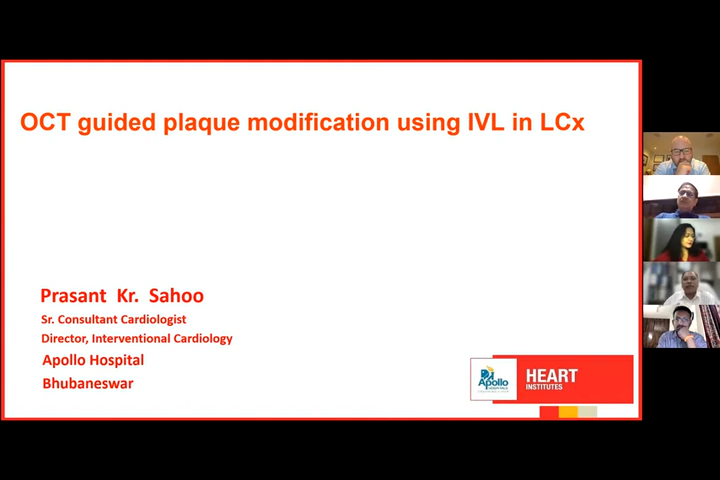 OCT guided plaque modification using IVL in LCx
Prasant Kr. Sahoo
Sr. Consultant Cardiologist
Director, Interventional Cardiology
Apollo Hospital
Bhubaneswar
Apollo
HOSPITALS
HEART
INSTITUTES